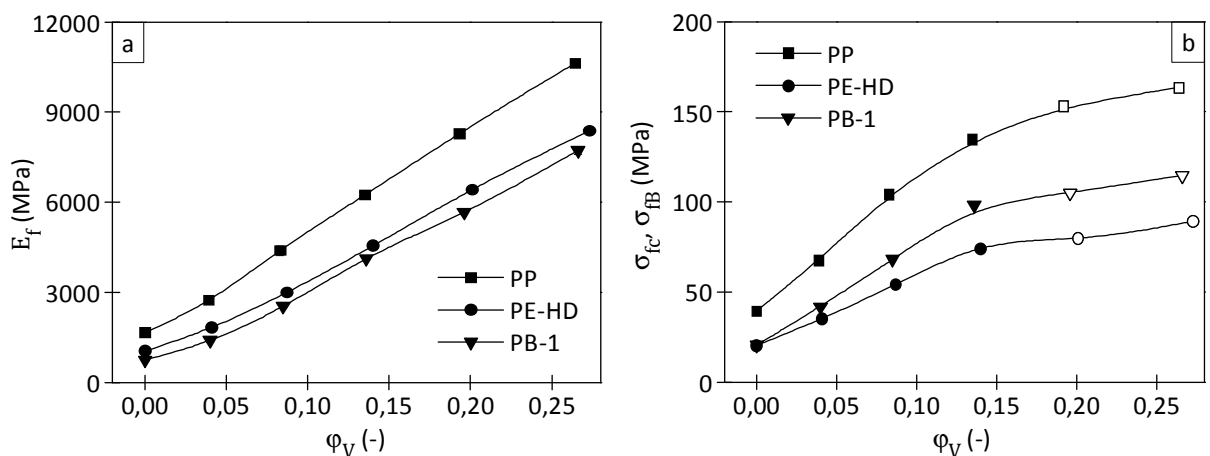 12000
9000
6000
3000
0
E_f (MPa)
a
PP
PE-HD
PB-1
0,00 0,05 0,10 0,15 0,20 0,25
φ_V (-)
200
150
100
50
0
σ_fc, σ_fB (MPa)
b
PP
PE-HD
PB-1
0,00 0,05 0,10 0,15 0,20 0,25
φ_V (-)